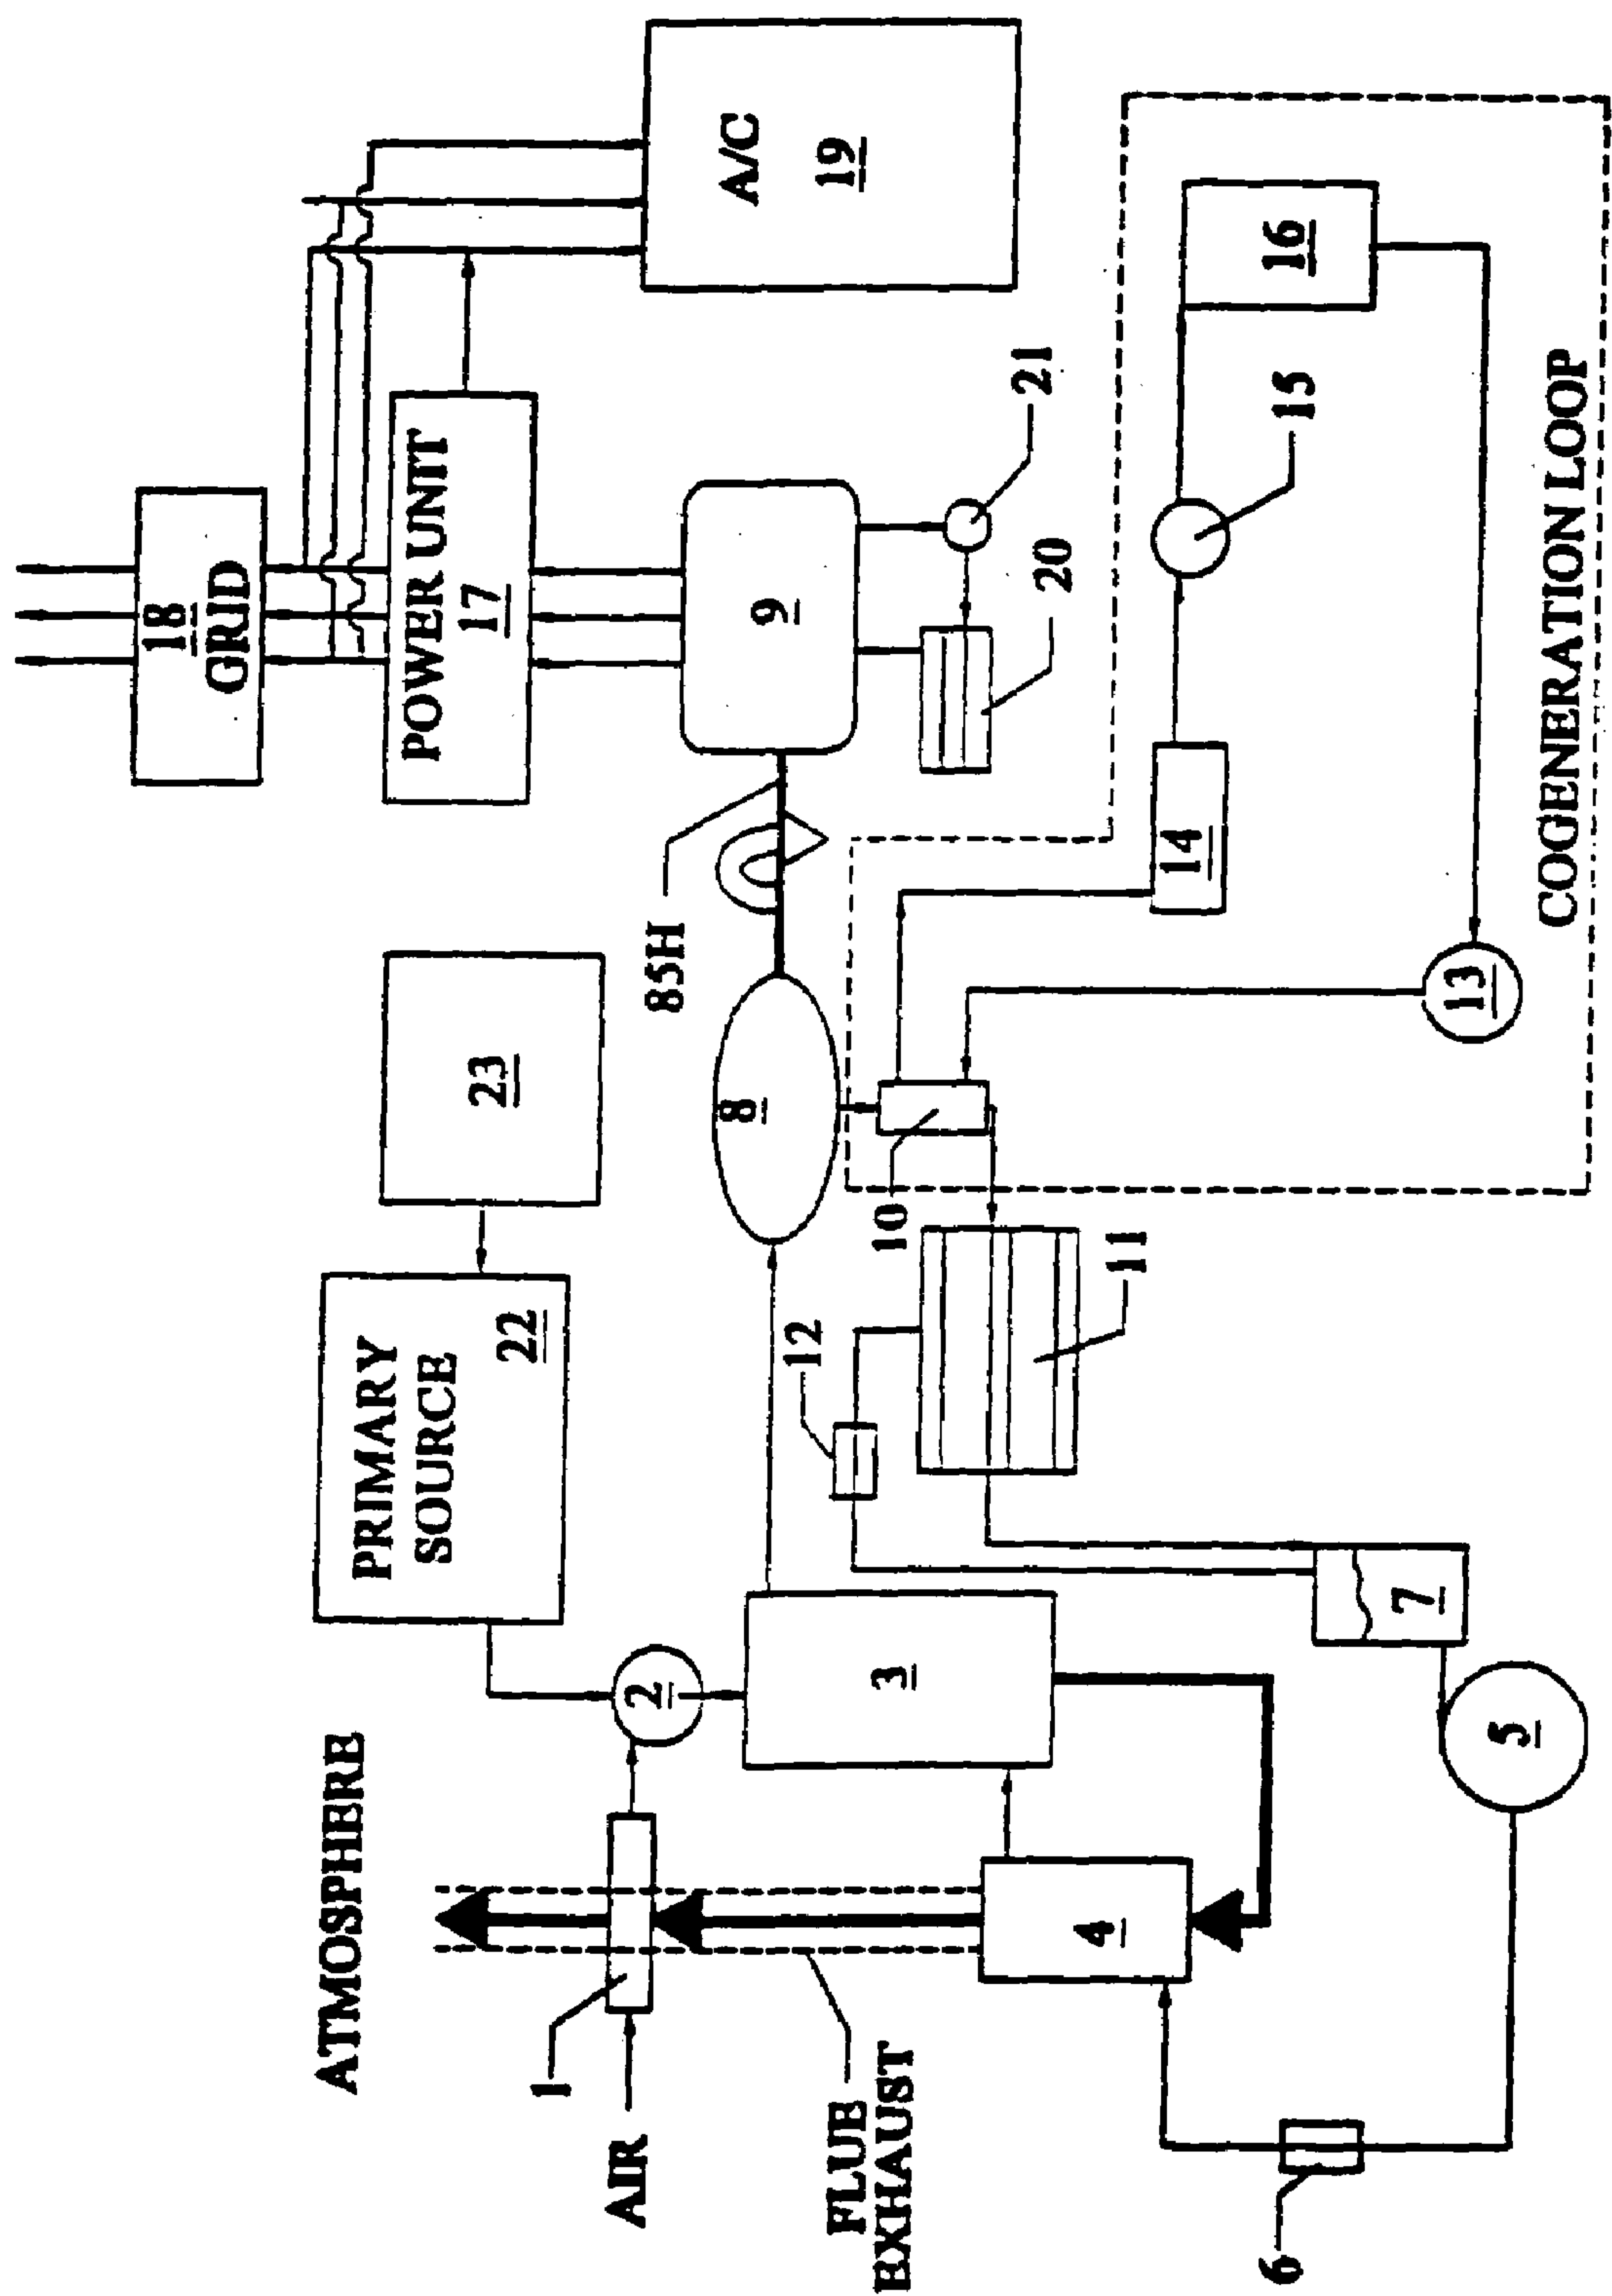 ATMOSPHERE
AIR
1
FLUE
EXHAUST
6
2
3
4
5
7
PRIMARY
SOURCE
22
23
12
11
10
8
85H
9
18
GRID
POWER UNIT
17
A/C
19
21
20
14
15
16
13
COGENERATION LOOP